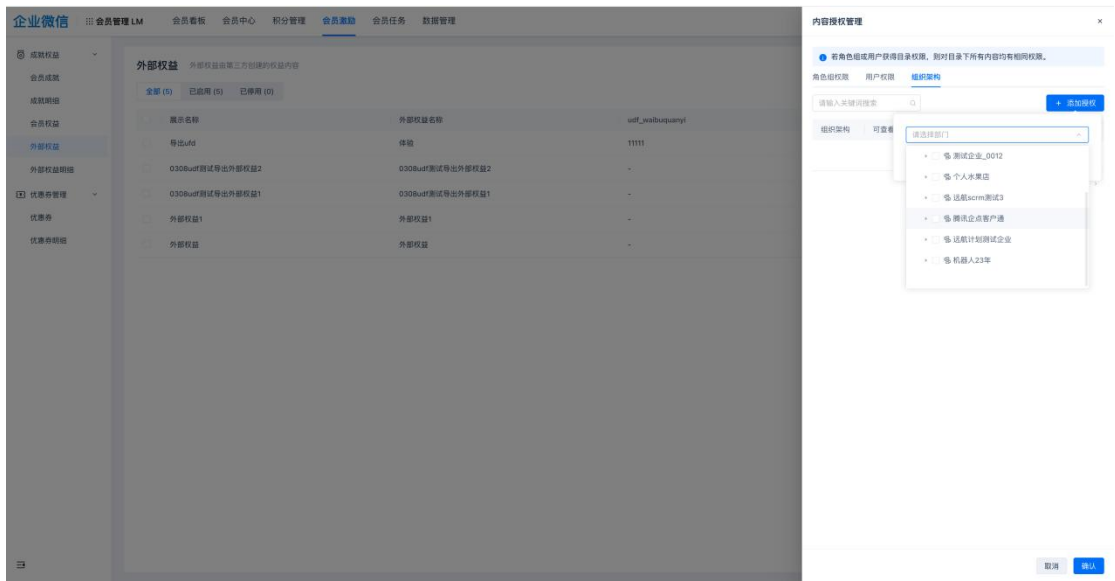 企业微信 会员管理 LM 会员看板 会员中心 积分管理 会员激励 会员任务 数据管理
成就权益
会员成就
成就明细
会员权益
外部权益
外部权益明细
优惠券管理
优惠券
优惠券明细
外部权益 外部权益由第三方创建的权益内容
全部 (5) 已启用 (5) 已停用 (0)
展示名称 外部权益名称 udf_waibuquanyi
导出ufd 体验 11111
0308udf测试导出外部权益2 0308udf测试导出外部权益2 -
0308udf测试导出外部权益1 0308udf测试导出外部权益1 -
外部权益1 外部权益1 -
外部权益 外部权益 -
内容授权管理 ×
若角色组或用户获得目录权限，则对目录下所有内容均有相同权限。
角色组权限 用户权限 组织架构
请输入关键词搜索 + 添加授权
组织架构 可查看
请选择部门
测试企业_0012
个人水果店
远航scrm测试3
腾讯企点客户通
远航计划测试企业
机器人23年
取消 确认